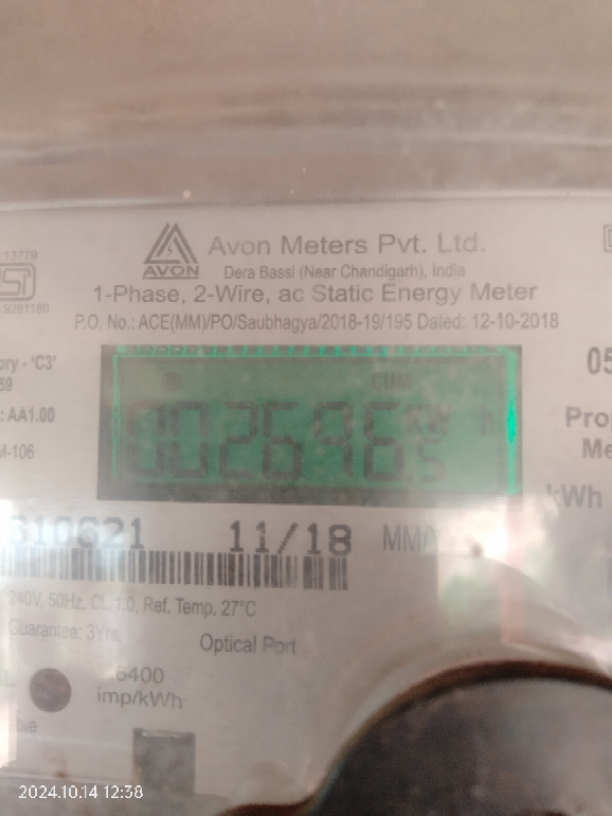 Avon Meters Pvt. Ltd.
AVON
Dera Bassi (Near Chandigarh), India
1-Phase, 2-Wire, ac Static Energy Meter
P.O. No.: ACE(MM)/PO/Saubhagya/2018-19/195 Dated: 12-10-2018
13779
ory - 'C3'
59
: AA1.00
M-106
CUM
002696.5 kW h
05
Pro
Me
kWh
610621 11/18 MM/
240V, 50Hz, CL 1.0, Ref. Temp. 27°C
Guarantee: 3Yrs.
Optical Port
6400
imp/kWh
2024.10.14 12:38